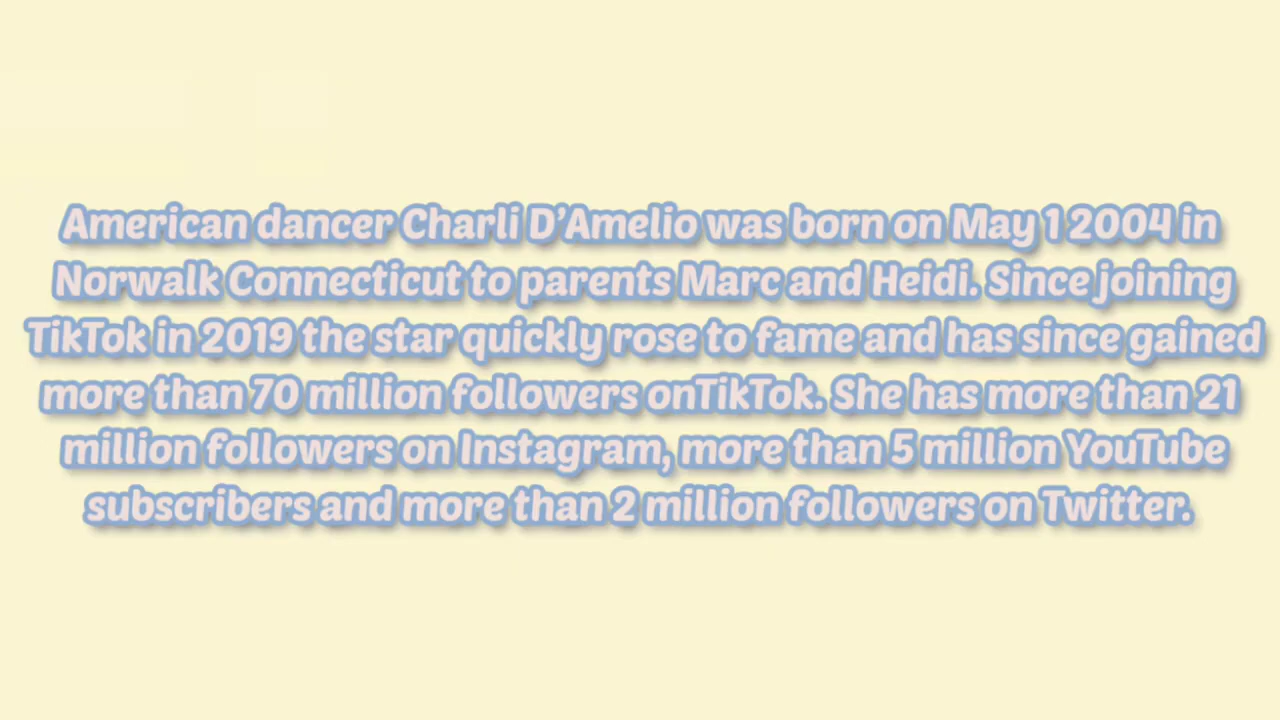 American dancer Charli D’Amelio was born on May 1 2004 in
Norwalk Connecticut to parents Marc and Heidi. Since joining
TikTok in 2019 the star quickly rose to fame and has since gained
more than 70 million followers onTikTok. She has more than 21
million followers on Instagram, more than 5 million YouTube
subscribers and more than 2 million followers on Twitter.